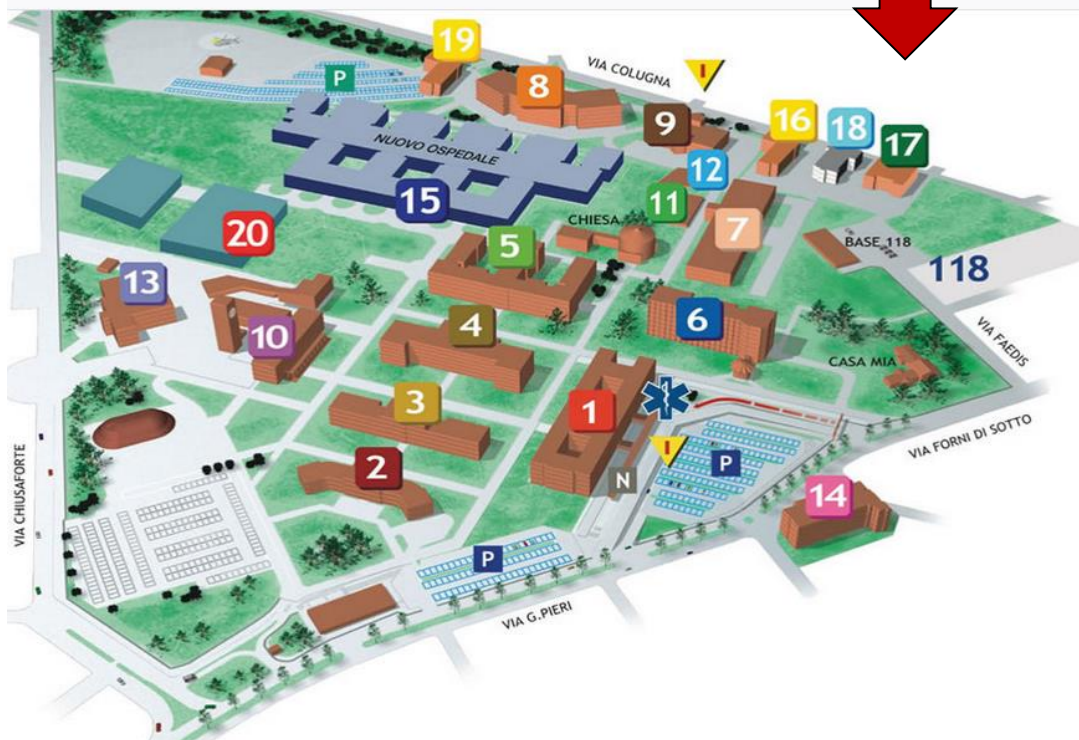 19
VIA COLUGNA
I
P
8
9
16
18
17
NUOVO OSPEDALE
12
15
11
CHIESA
7
5
BASE 118
118
20
13
10
4
6
VIA FAEDIS
CASA MIA
3
1
VIA FORNI DI SOTTO
VIA CHIUSAFORTE
2
I
P
N
14
P
VIA G.PIERI